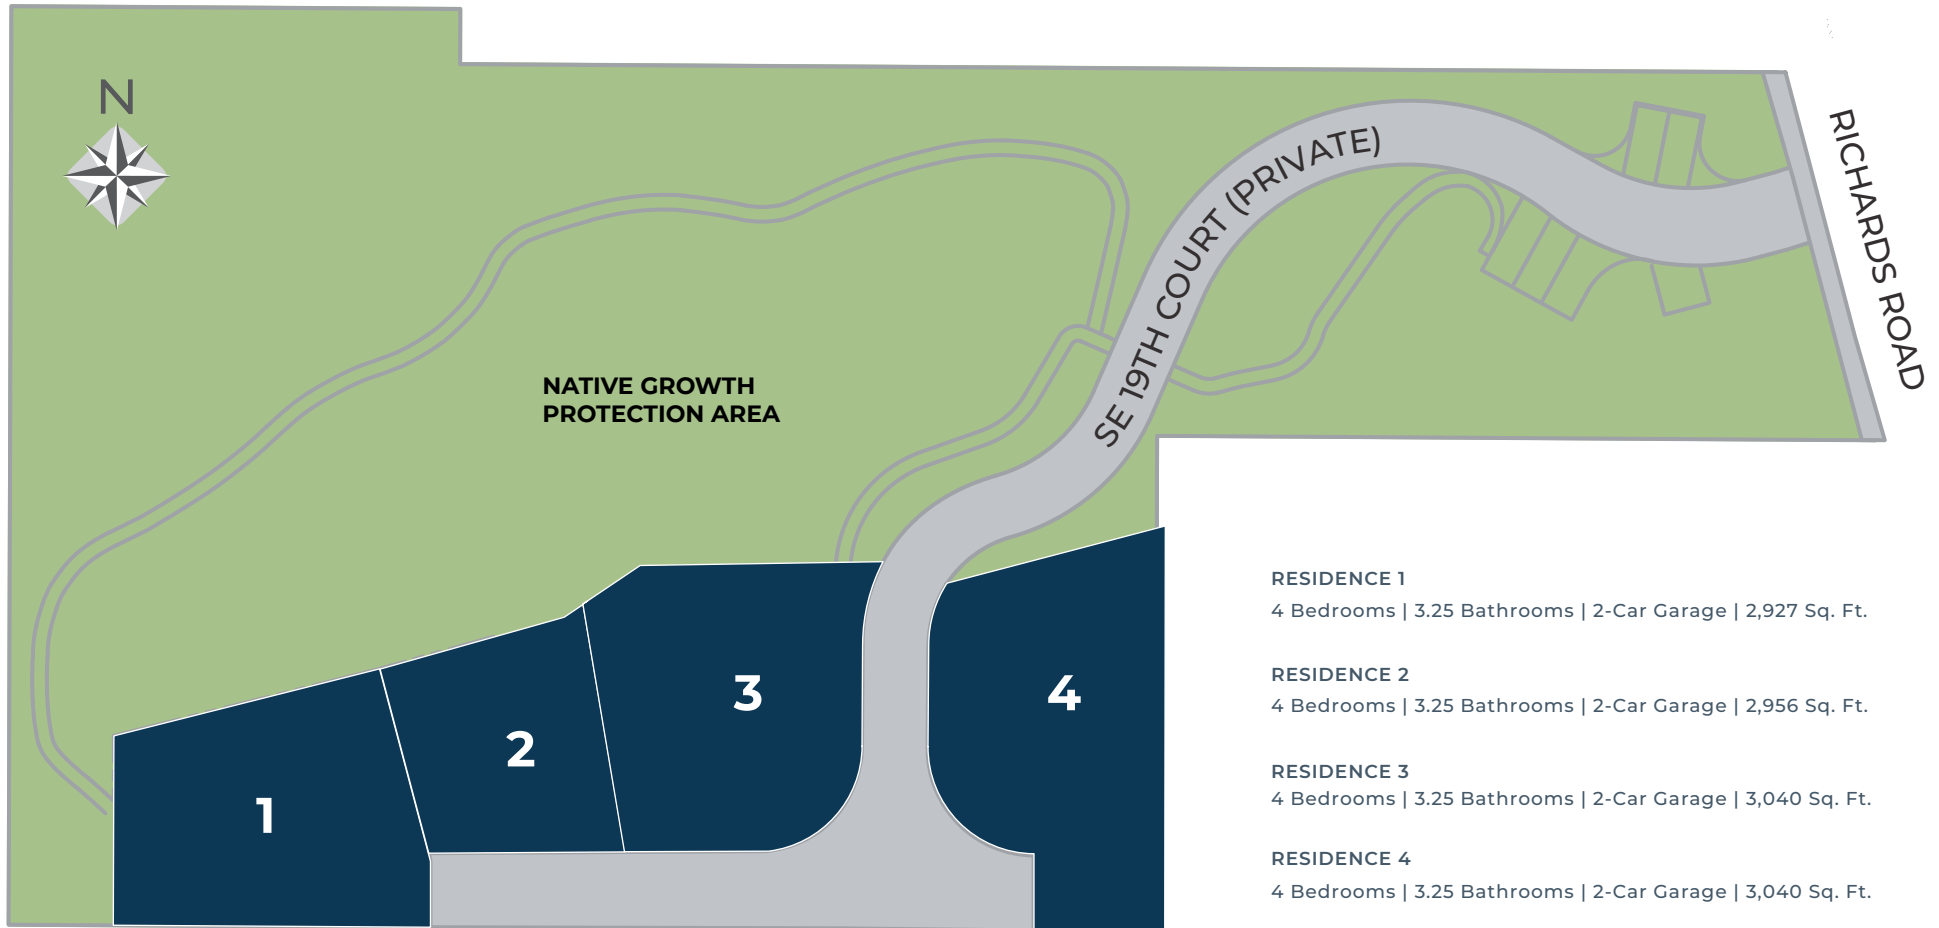 N
RICHARDS ROAD
SE 19TH COURT (PRIVATE)
NATIVE GROWTH
PROTECTION AREA
1
2
3
4
RESIDENCE 1
4 Bedrooms | 3.25 Bathrooms | 2-Car Garage | 2,927 Sq. Ft.
RESIDENCE 2
4 Bedrooms | 3.25 Bathrooms | 2-Car Garage | 2,956 Sq. Ft.
RESIDENCE 3
4 Bedrooms | 3.25 Bathrooms | 2-Car Garage | 3,040 Sq. Ft.
RESIDENCE 4
4 Bedrooms | 3.25 Bathrooms | 2-Car Garage | 3,040 Sq. Ft.